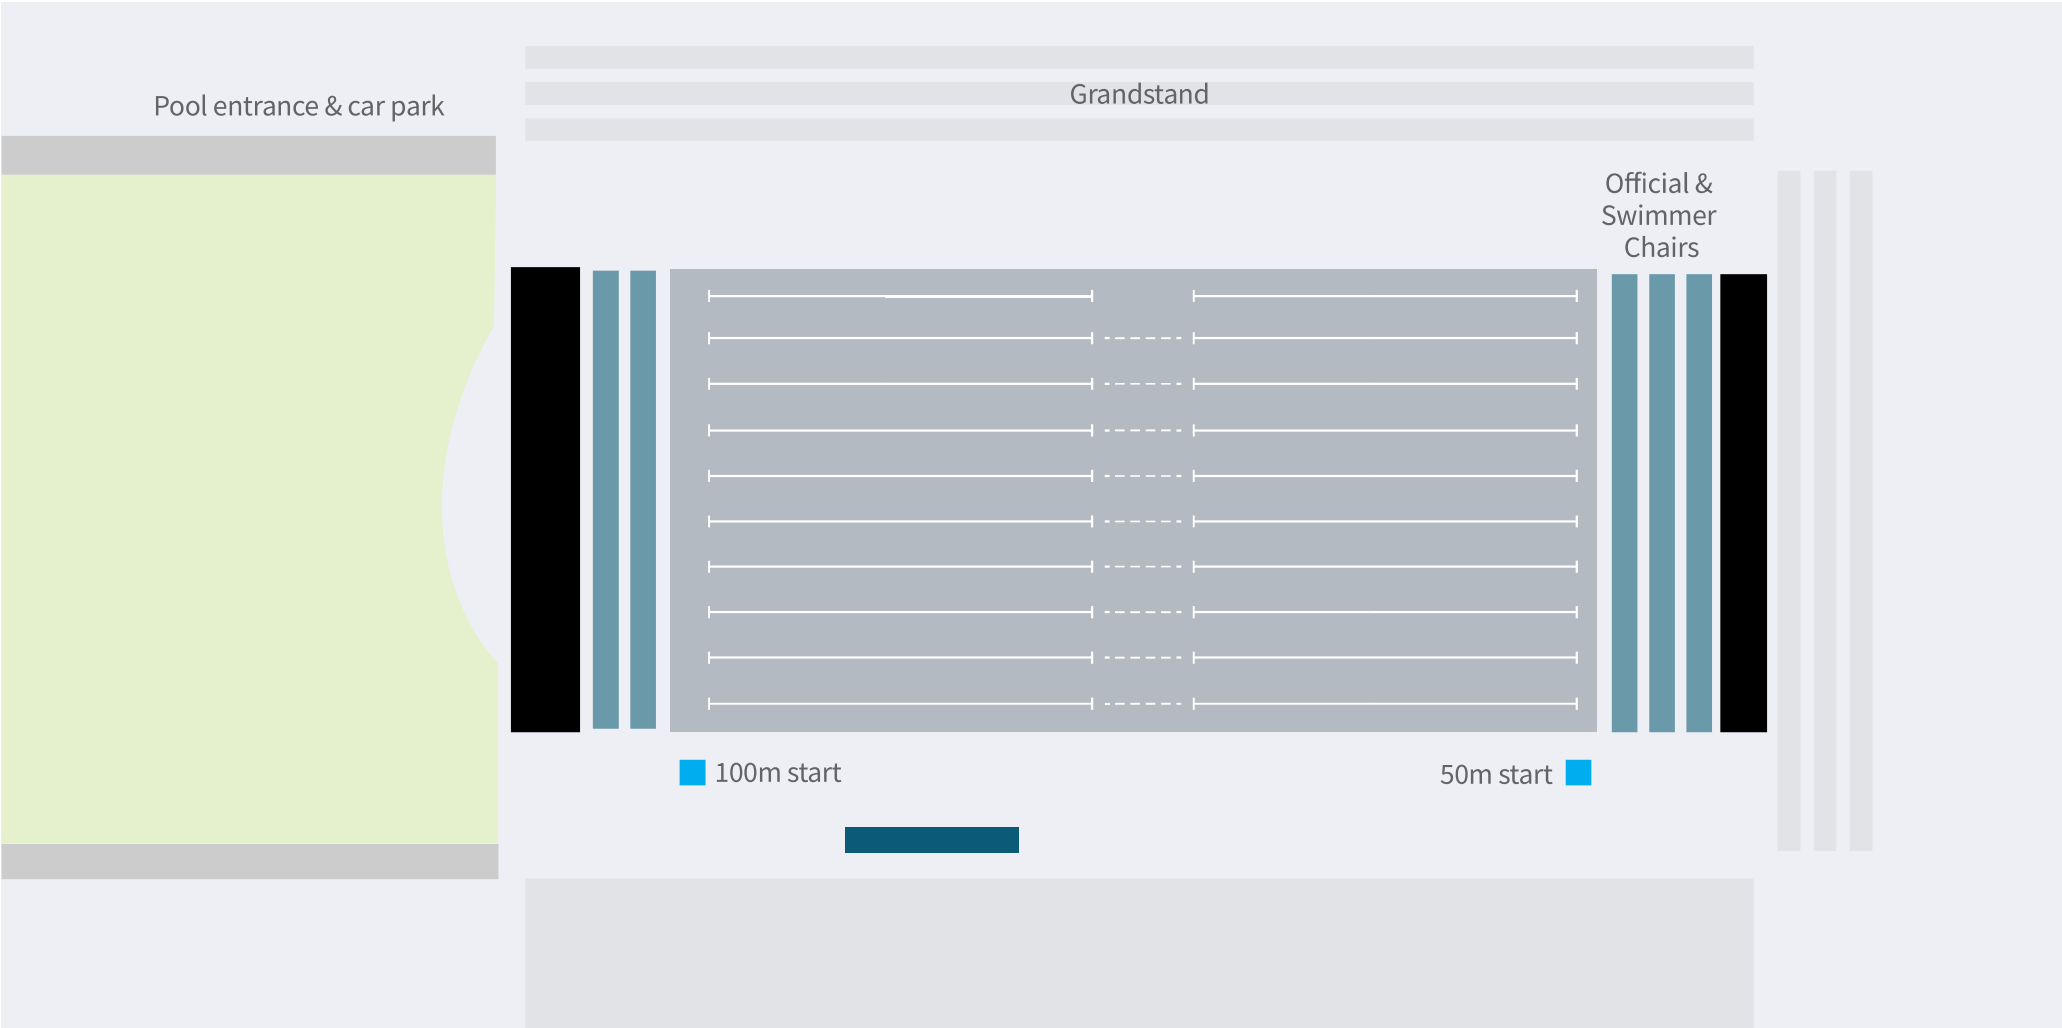 Grandstand
Pool entrance & car park
Official &
Swimmer
Chairs
100m start
50m start